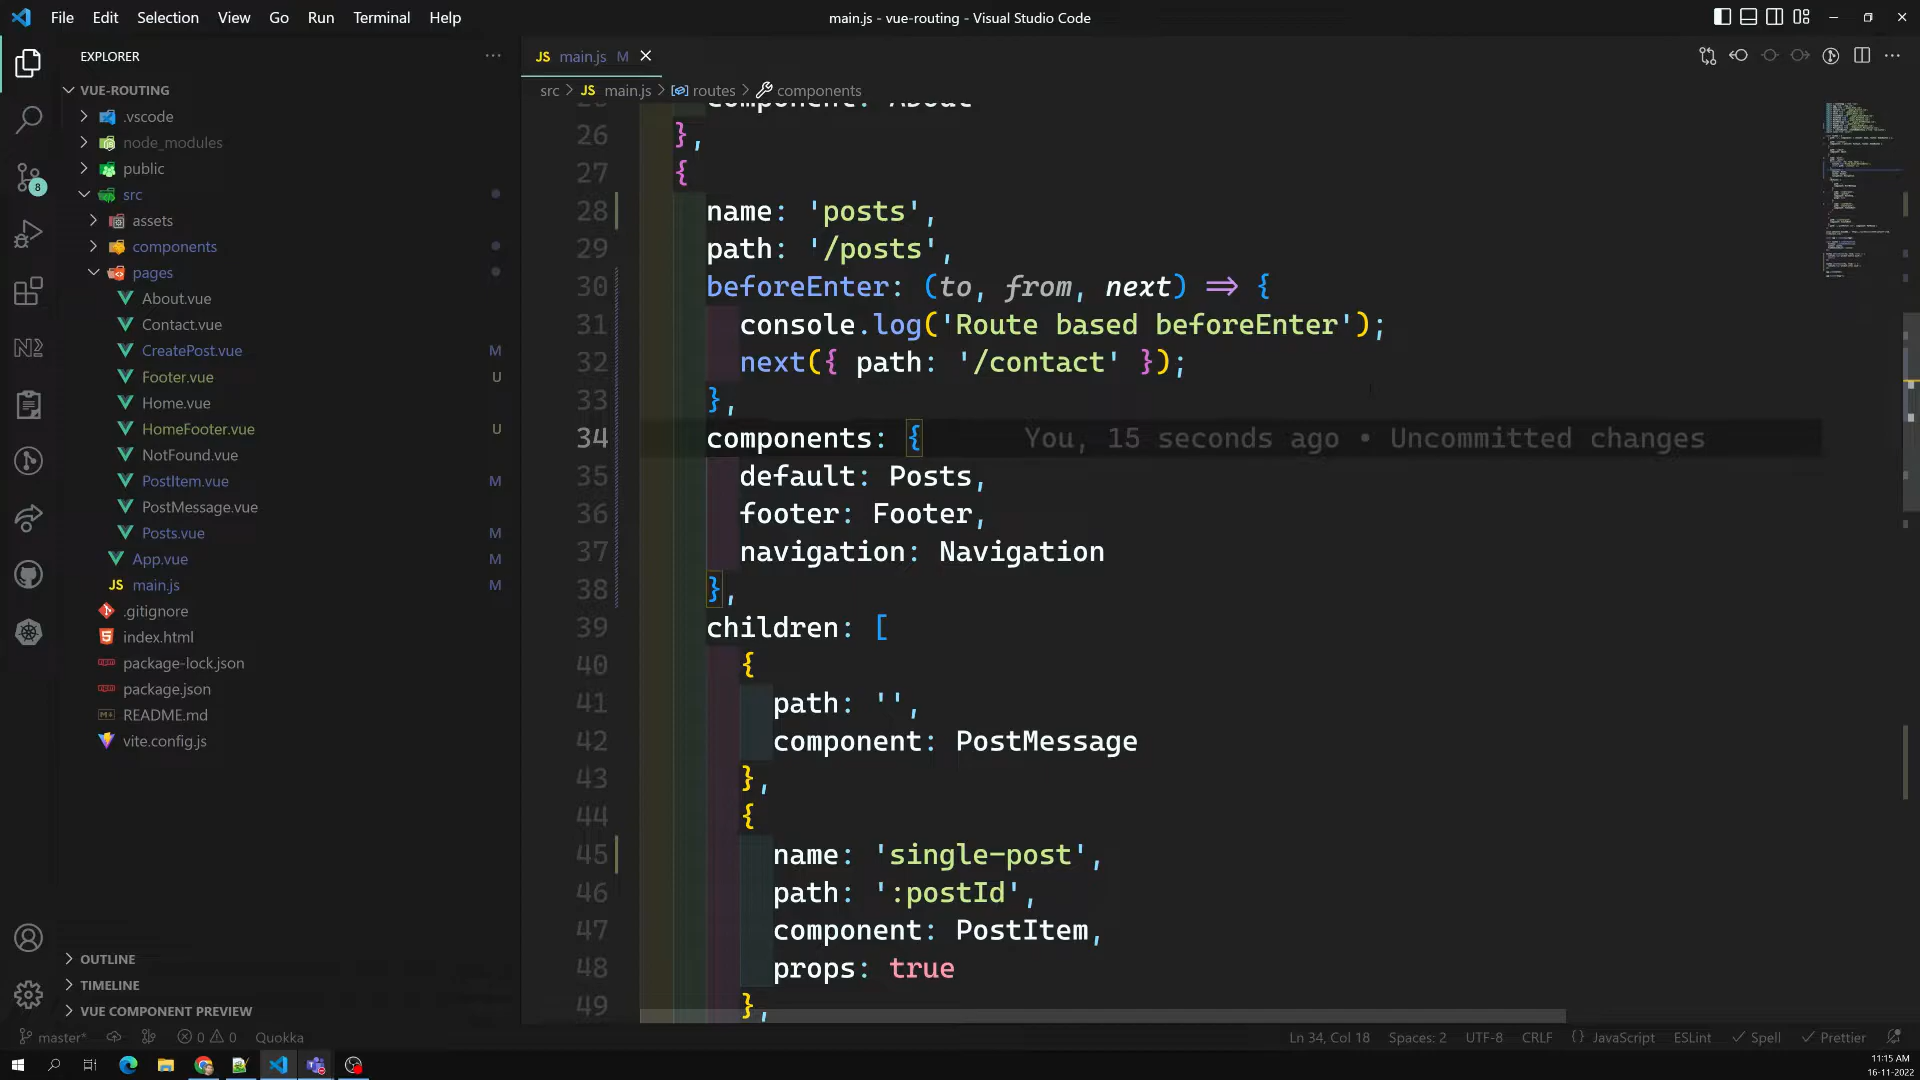 File Edit Selection View Go Run Terminal Help
main.js - vue-routing - Visual Studio Code
EXPLORER
VUE-ROUTING
.vscode
node_modules
public
src
assets
components
pages
About.vue
Contact.vue
CreatePost.vue M
Footer.vue U
Home.vue
HomeFooter.vue U
NotFound.vue
PostItem.vue M
PostMessage.vue
Posts.vue M
App.vue M
JS main.js M
.gitignore
index.html
package-lock.json
package.json
README.md
vite.config.js
OUTLINE
TIMELINE
VUE COMPONENT PREVIEW
8
JS main.js M
src > JS main.js > routes > components
component: About
26 },
27 {
28 name: 'posts',
29 path: '/posts',
30 beforeEnter: (to, from, next) => {
31 console.log('Route based beforeEnter');
32 next({ path: '/contact' });
33 },
34 components: { You, 15 seconds ago • Uncommitted changes
35 default: Posts,
36 footer: Footer,
37 navigation: Navigation
38 },
39 children: [
40 {
41 path: '',
42 component: PostMessage
43 },
44 {
45 name: 'single-post',
46 path: ':postId',
47 component: PostItem,
48 props: true
49 },
master* 0 0 Quokka
Ln 34, Col 18 Spaces: 2 UTF-8 CRLF {} JavaScript ESLint Spell Prettier
11:15 AM
16-11-2022